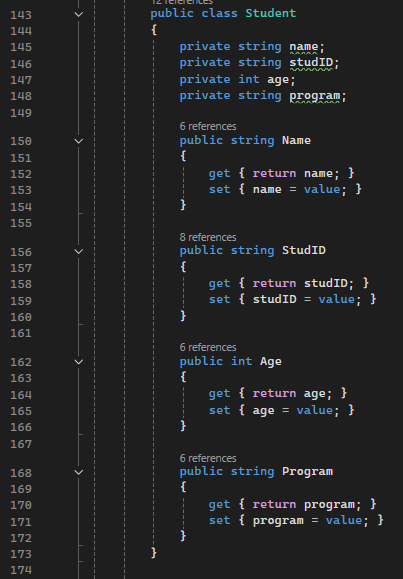 12 references
143 public class Student
144 {
145 private string name;
146 private string studID;
147 private int age;
148 private string program;
149
6 references
150 public string Name
151 {
152 get { return name; }
153 set { name = value; }
154 }
155
8 references
156 public string StudID
157 {
158 get { return studID; }
159 set { studID = value; }
160 }
161
6 references
162 public int Age
163 {
164 get { return age; }
165 set { age = value; }
166 }
167
6 references
168 public string Program
169 {
170 get { return program; }
171 set { program = value; }
172 }
173 }
174